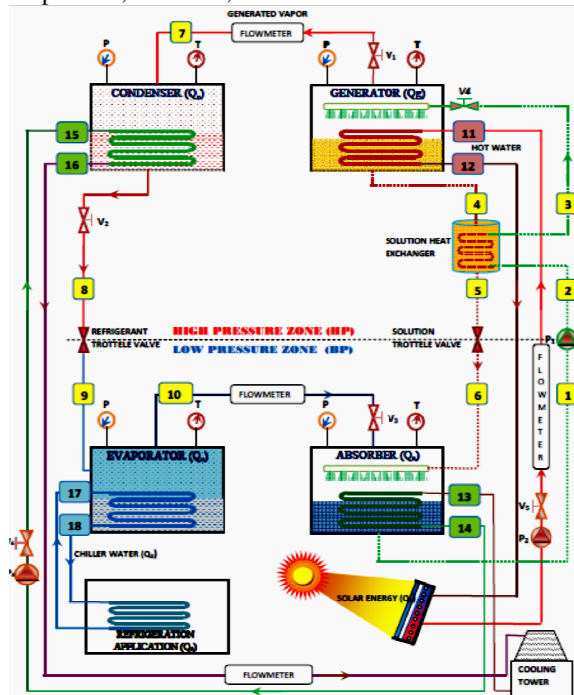 GENERATED VAPOR
7
FLOWMETER
P
T
V₁
P
T
CONDENSER (Qc)
GENERATOR (Qg)
V4
15
11
HOT WATER
16
12
V₂
4
3
SOLUTION HEAT
EXCHANGER
8
5
2
REFRIGERANT
TROTTELE VALVE
HIGH PRESSURE ZONE (HP)
LOW PRESSURE ZONE (BP)
SOLUTION
TROTTELE VALVE
P₁
9
10
FLOWMETER
6
1
P
T
V₃
P
T
FLOWMETER
EVAPORATOR (Qe)
ABSORBER (Qa)
17
13
18
14
V₅
CHILLER WATER (QR)
P₂
SOLAR ENERGY
REFRIGERATION
APPLICATION
FLOWMETER
COOLING
TOWER